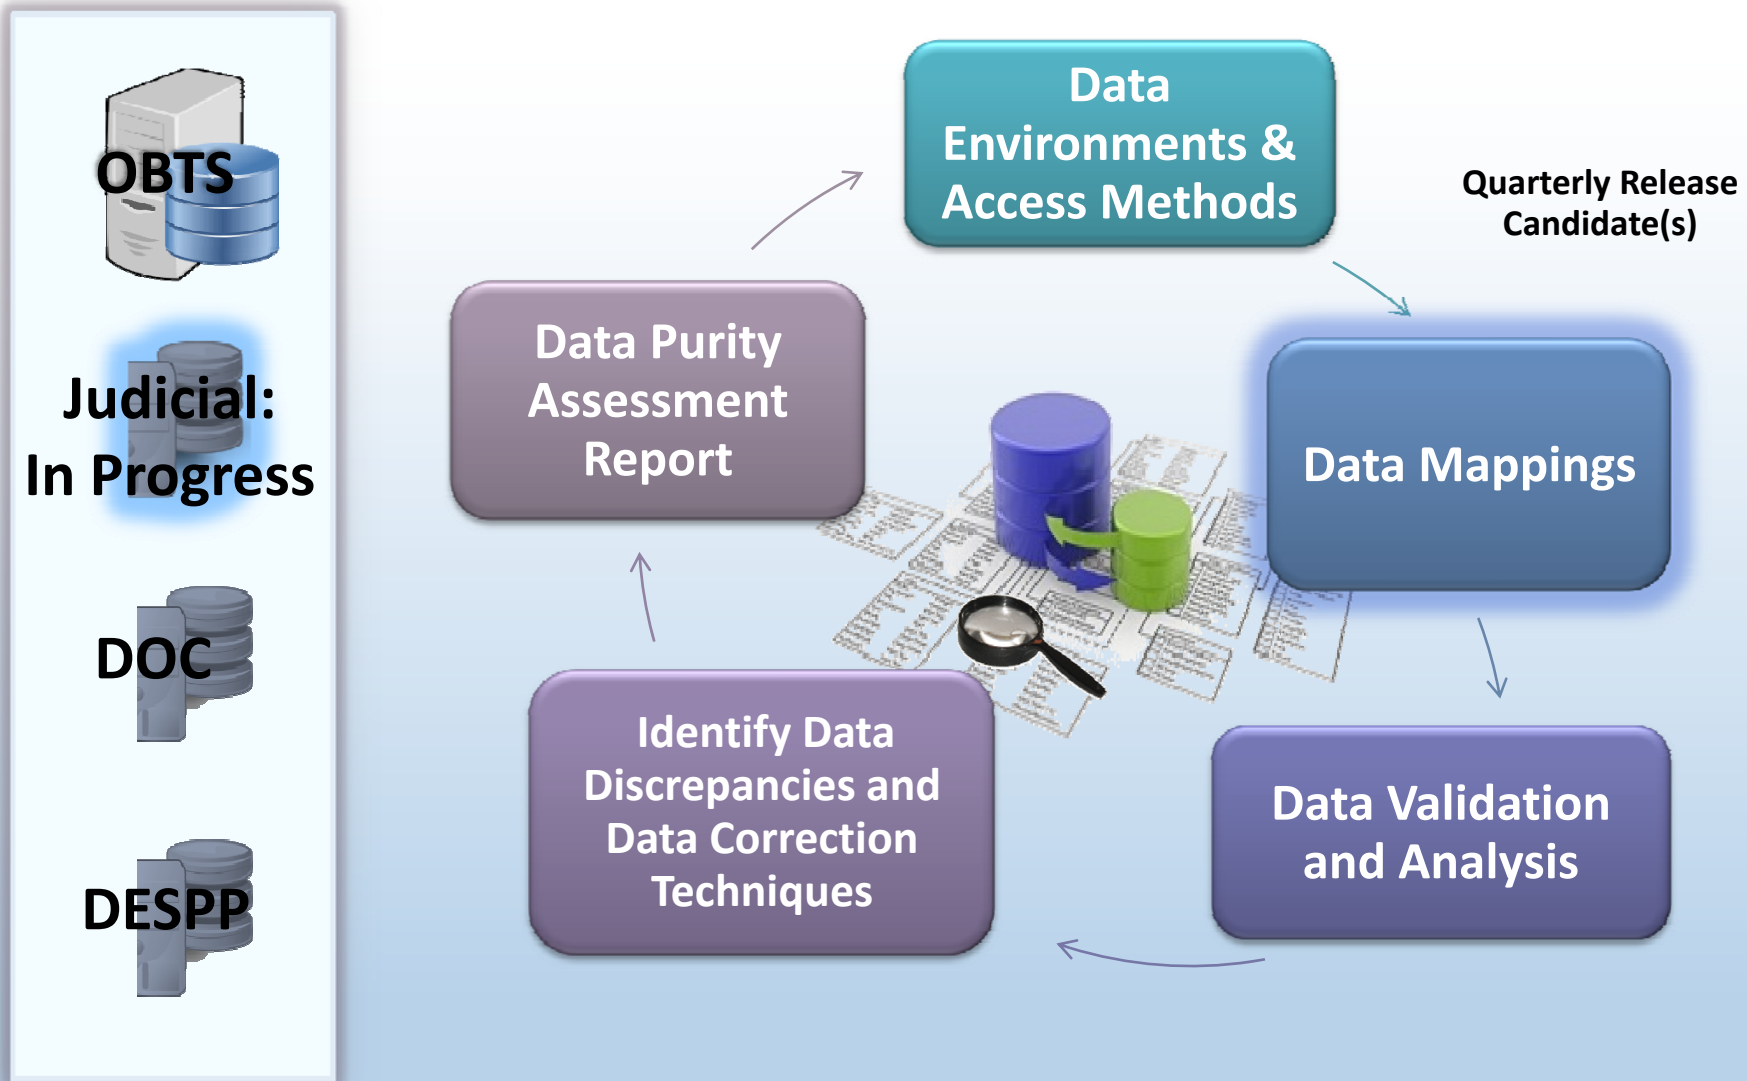 OBTS
Judicial:
In Progress
DOC
DESPP
Data
Environments &
Access Methods
Quarterly Release
Candidate(s)
Data Mappings
Data Validation
and Analysis
Identify Data
Discrepancies and
Data Correction
Techniques
Data Purity
Assessment
Report